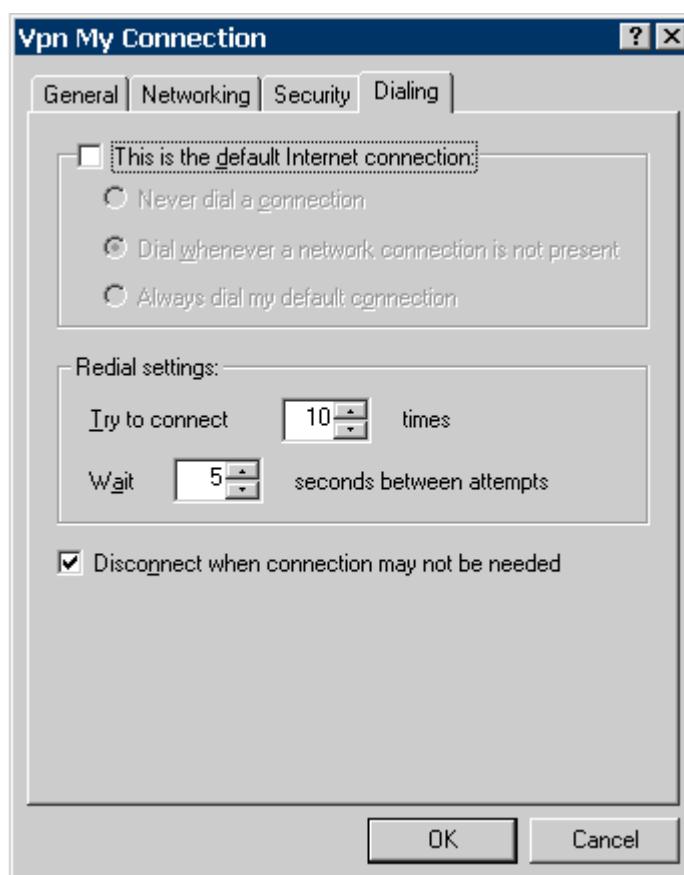 Vpn My Connection
General Networking Security Dialing
This is the default Internet connection:
Never dial a connection
Dial whenever a network connection is not present
Always dial my default connection
Redial settings:
Try to connect 10 times
Wait 5 seconds between attempts
Disconnect when connection may not be needed
OK Cancel